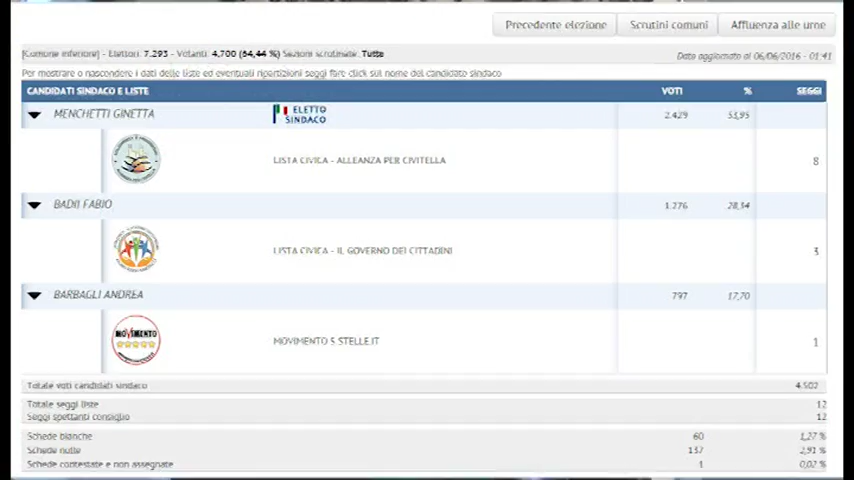 Precedente elezione Scrutini comuni Affluenza alle urne
[Comune inferiore] - Elettori: 7.293 - Votanti: 4.700 (64,44 %) Sezioni scrutinate: Tutte
Dato aggiornato al 06/06/2016 - 01:41
Per mostrare o nascondere i dati delle liste ed eventuali ripartizioni seggi fare click sul nome del candidato sindaco
CANDIDATI SINDACO E LISTE VOTI % SEGGI
MENCHETTI GINETTA ELETTO SINDACO 2.429 53,95
LISTA CIVICA - ALLEANZA PER CIVITELLA 8
BADII FABIO 1.276 28,34
LISTA CIVICA - IL GOVERNO DEI CITTADINI 3
BARBAGLI ANDREA 797 17,70
MOVIMENTO
MOVIMENTO 5 STELLE.IT 1
Totale voti candidati sindaco 4.502
Totale seggi liste 12
Seggi spettanti consiglio 12
Schede bianche 60 1,27 %
Schede nulle 137 2,91 %
Schede contestate e non assegnate 1 0,02 %